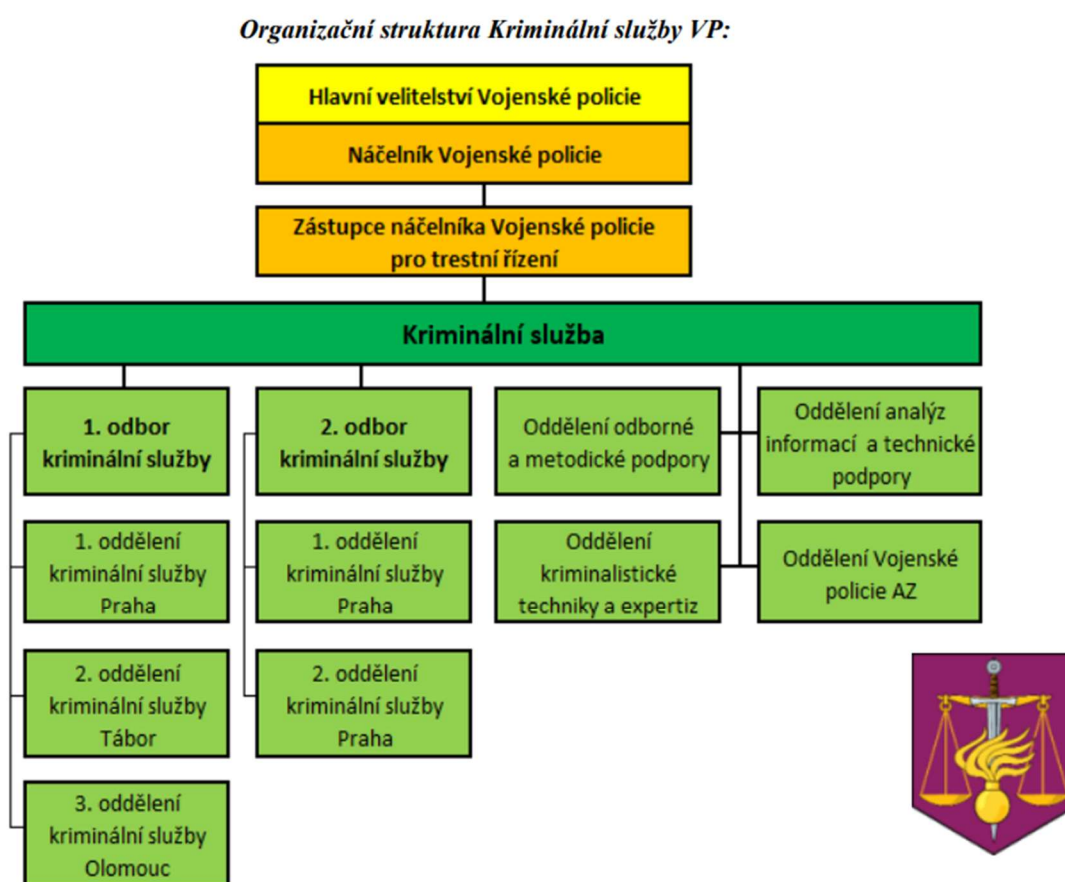 Organizační struktura Kriminální služby VP:
Hlavní velitelství Vojenské policie
Náčelník Vojenské policie
Zástupce náčelníka Vojenské policie
pro trestní řízení
Kriminální služba
1. odbor
kriminální služby
2. odbor
kriminální služby
Oddělení odborné
a metodické podpory
Oddělení analýz
informací a technické
podpory
1. oddělení
kriminální služby
Praha
1. oddělení
kriminální služby
Praha
Oddělení
kriminalistické
techniky a expertiz
Oddělení Vojenské
policie AZ
2. oddělení
kriminální služby
Tábor
2. oddělení
kriminální služby
Praha
3. oddělení
kriminální služby
Olomouc